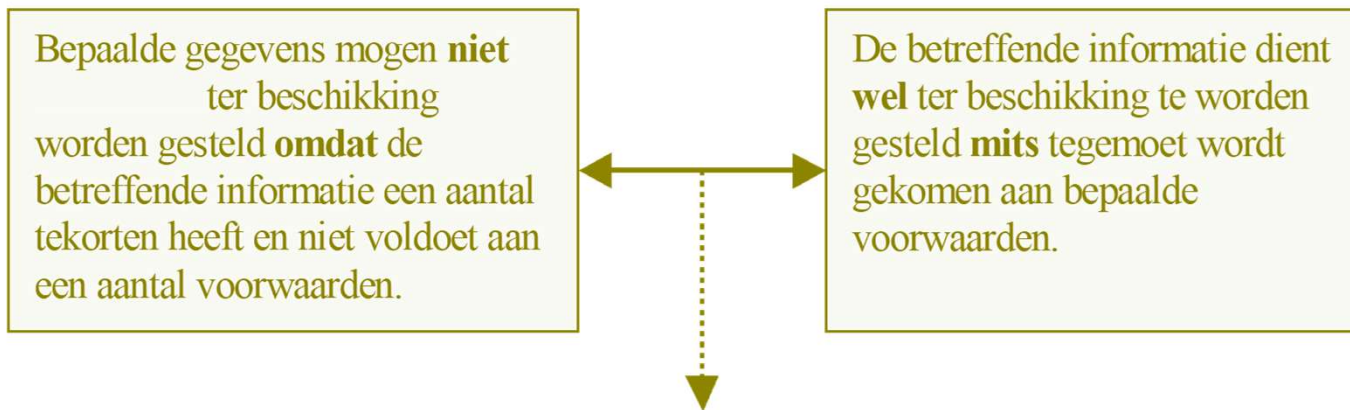 Bepaalde gegevens mogen niet
ter beschikking
worden gesteld omdat de
betreffende informatie een aantal
tekorten heeft en niet voldoet aan
een aantal voorwaarden.
De betreffende informatie dient
wel ter beschikking te worden
gesteld mits tegemoet wordt
gekomen aan bepaalde
voorwaarden.